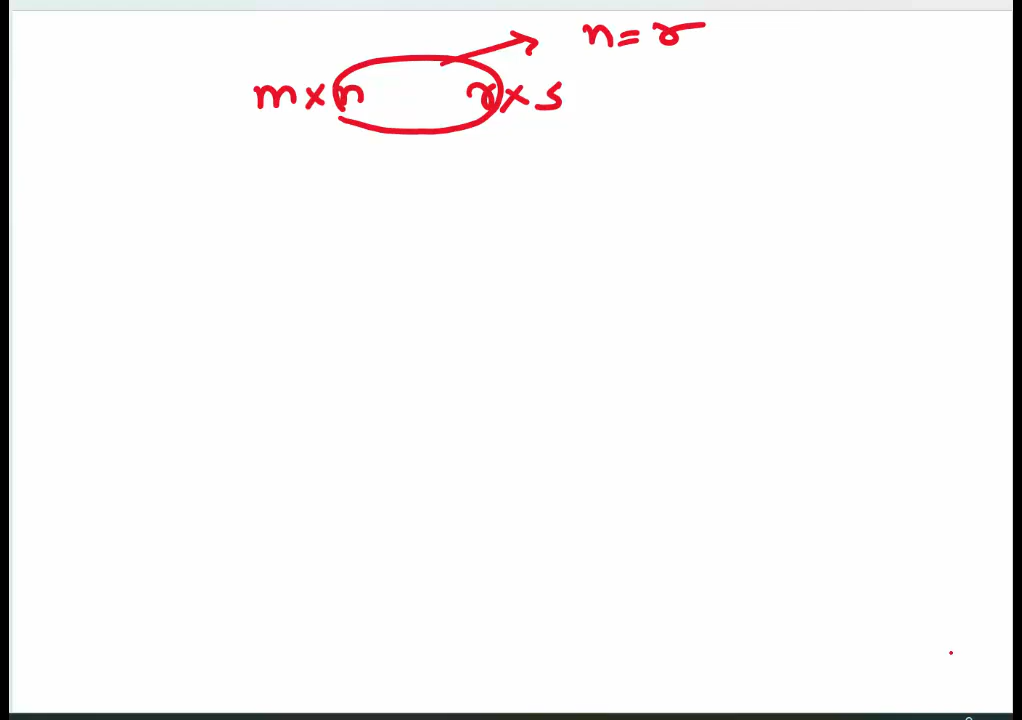 n = r
m × n r × s